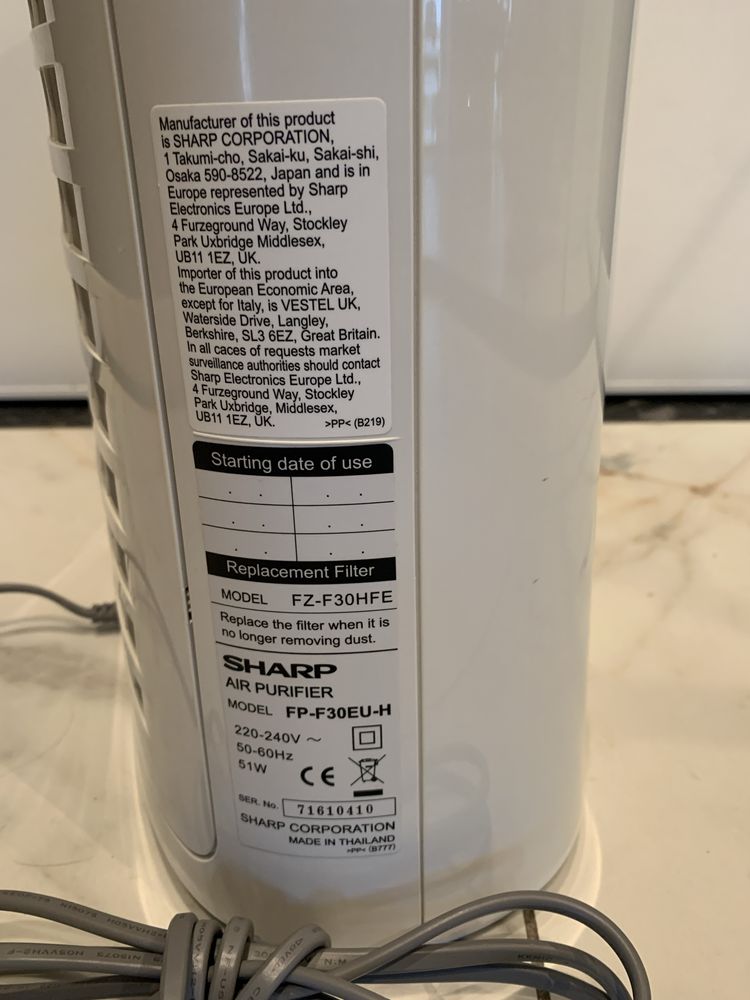 Manufacturer of this product
is SHARP CORPORATION,
1 Takumi-cho, Sakai-ku, Sakai-shi,
Osaka 590-8522, Japan and is in
Europe represented by Sharp
Electronics Europe Ltd.,
4 Furzeground Way, Stockley
Park Uxbridge Middlesex,
UB11 1EZ, UK.
Importer of this product into
the European Economic Area,
except for Italy, is VESTEL UK,
Waterside Drive, Langley,
Berkshire, SL3 6EZ, Great Britain.
In all caces of requests market
surveillance authorities should contact
Sharp Electronics Europe Ltd.,
4 Furzeground Way, Stockley
Park Uxbridge, Middlesex,
UB11 1EZ, UK. >PP< (B219)
Starting date of use
Replacement Filter
MODEL FZ-F30HFE
Replace the filter when it is
no longer removing dust.
SHARP
AIR PURIFIER
MODEL FP-F30EU-H
220-240V ~
50-60Hz
51W
CE
SER. No. 71610410
SHARP CORPORATION
MADE IN THAILAND
>PP< (B777)